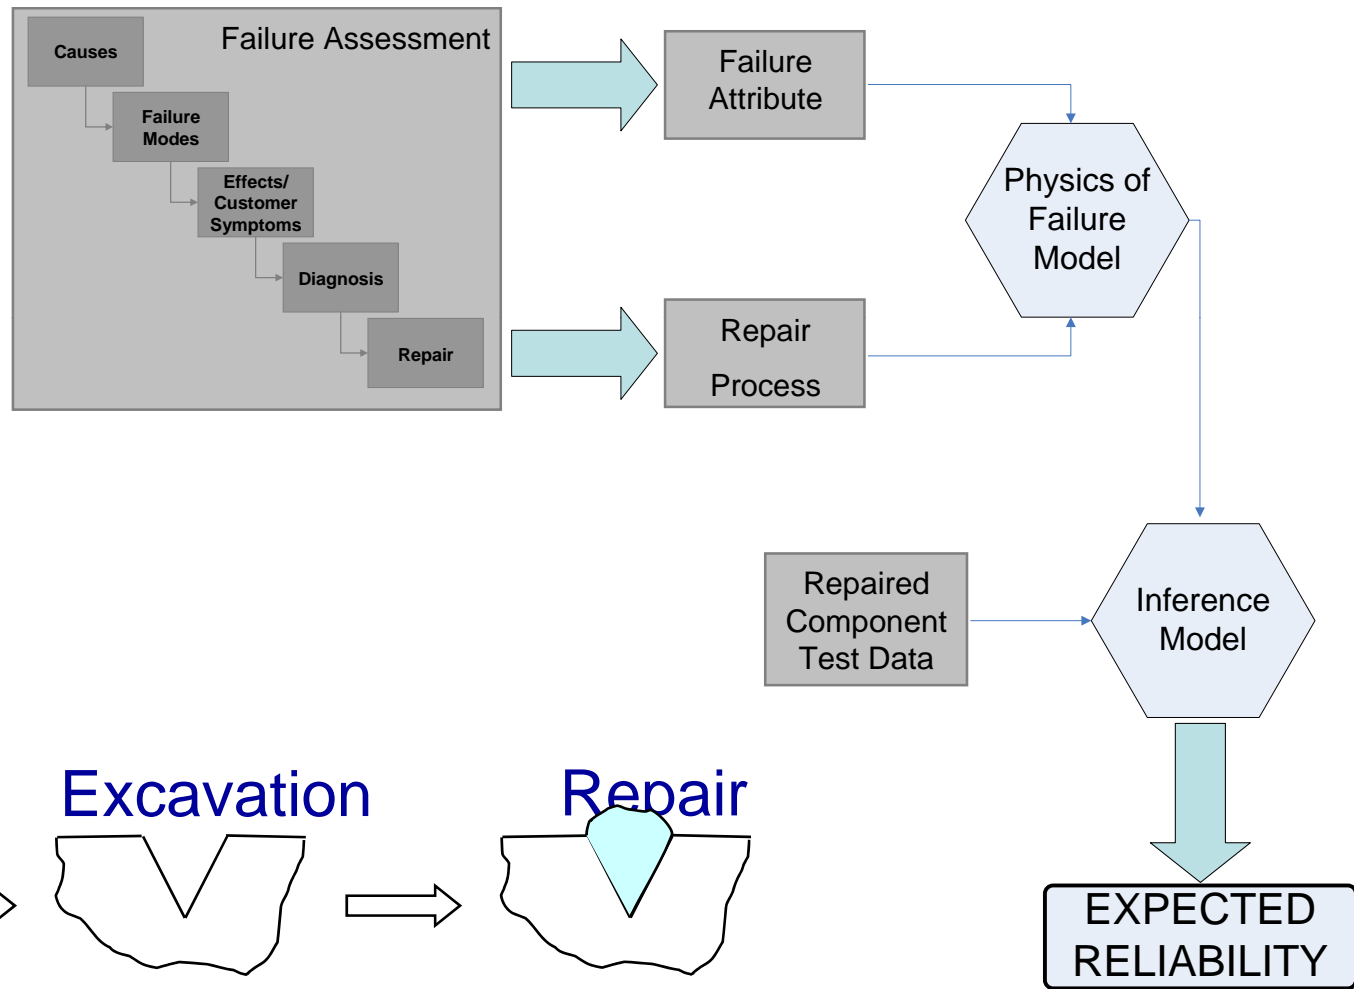 Failure Assessment
Causes
Failure
Modes
Effects/
Customer
Symptoms
Diagnosis
Repair
Failure
Attribute
Repair
Process
Physics of
Failure
Model
Repaired
Component
Test Data
Inference
Model
Excavation
Repair
EXPECTED
RELIABILITY